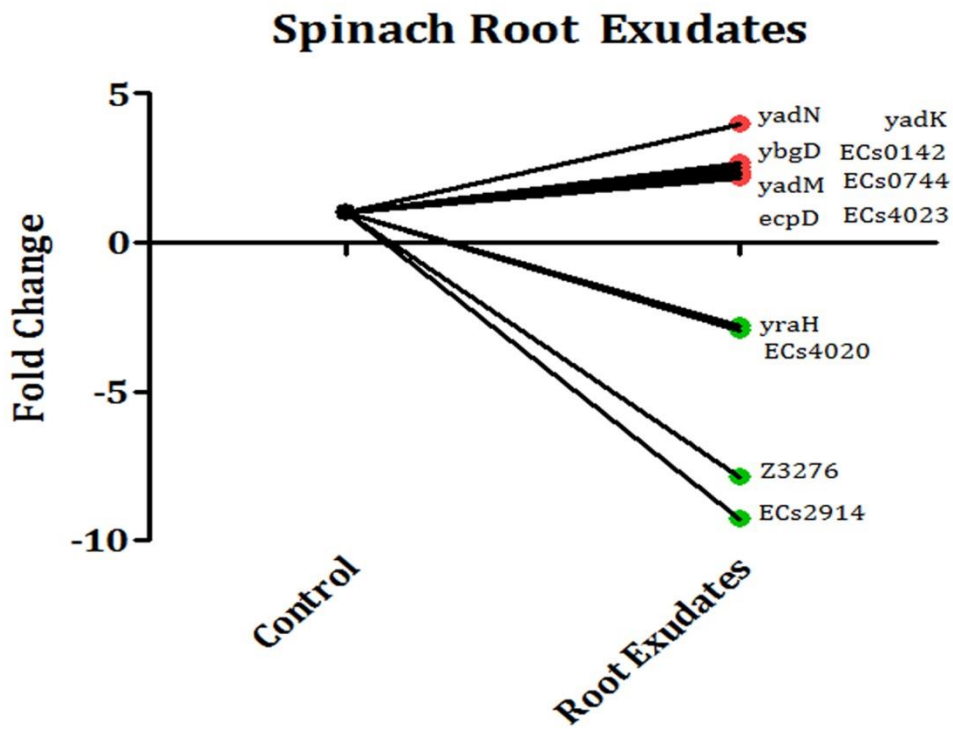 Spinach Root Exudates
5
yadN yadK
ybgD ECs0142
yadM ECs0744
ecpD ECs4023
0
Fold Change
yraH
ECs4020
-5
Z3276
ECs2914
-10
Control
Root Exudates